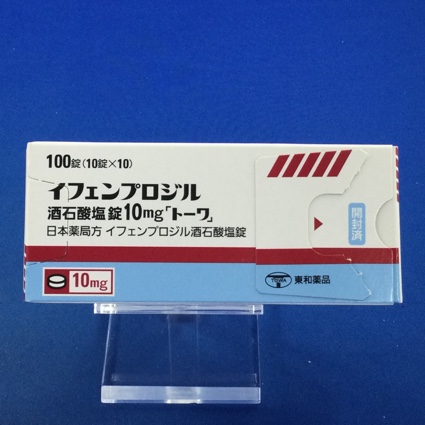 100錠(10錠×10)
イフェンプロジル
酒石酸塩錠10mg「トーワ」
日本薬局方 イフェンプロジル酒石酸塩錠
開封済
10mg
TOWA 東和薬品